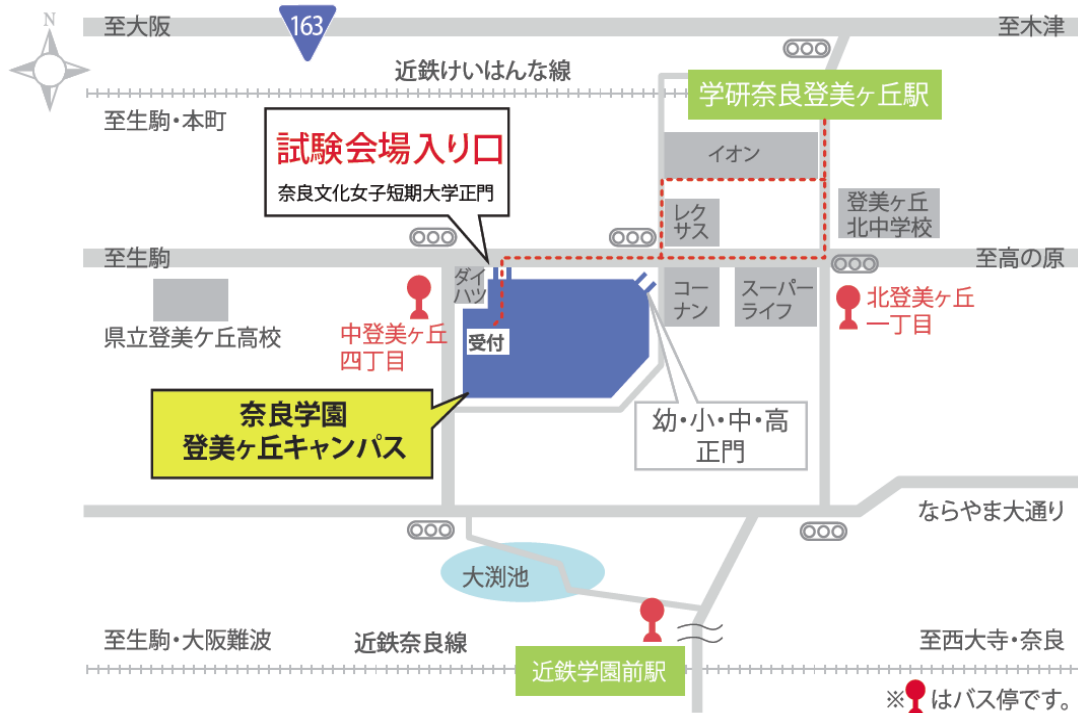 N
至大阪
163
至木津
近鉄けいはんな線
学研奈良登美ヶ丘駅
至生駒・本町
試験会場入り口
奈良文化女子短期大学正門
イオン
レク
サス
登美ヶ丘
北中学校
至生駒
至高の原
ダイ
ハツ
コー
ナン
スーパー
ライフ
北登美ヶ丘
一丁目
県立登美ケ丘高校
中登美ヶ丘
四丁目
受付
奈良学園
登美ヶ丘キャンパス
幼・小・中・高
正門
ならやま大通り
大渕池
至生駒・大阪難波
近鉄奈良線
至西大寺・奈良
近鉄学園前駅
※はバス停です。